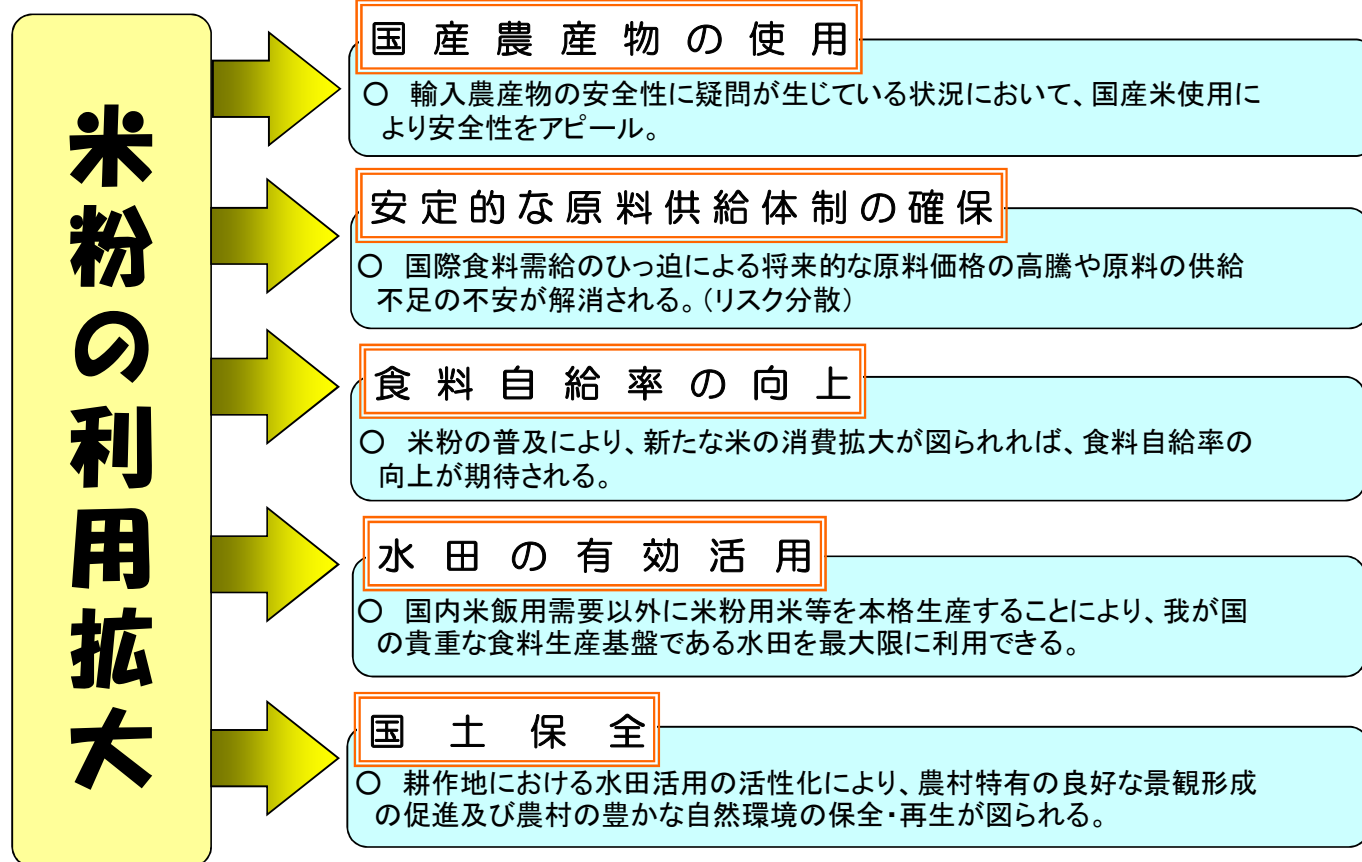 米粉の利用拡大
国産農産物の使用
○　輸入農産物の安全性に疑問が生じている状況において、国産米使用に
より安全性をアピール。
安定的な原料供給体制の確保
○　国際食料需給のひっ迫による将来的な原料価格の高騰や原料の供給
不足の不安が解消される。（リスク分散）
食料自給率の向上
○　米粉の普及により、新たな米の消費拡大が図られれば、食料自給率の
向上が期待される。
水田の有効活用
○　国内米飯用需要以外に米粉用米等を本格生産することにより、我が国
の貴重な食料生産基盤である水田を最大限に利用できる。
国土保全
○　耕作地における水田活用の活性化により、農村特有の良好な景観形成
の促進及び農村の豊かな自然環境の保全・再生が図られる。